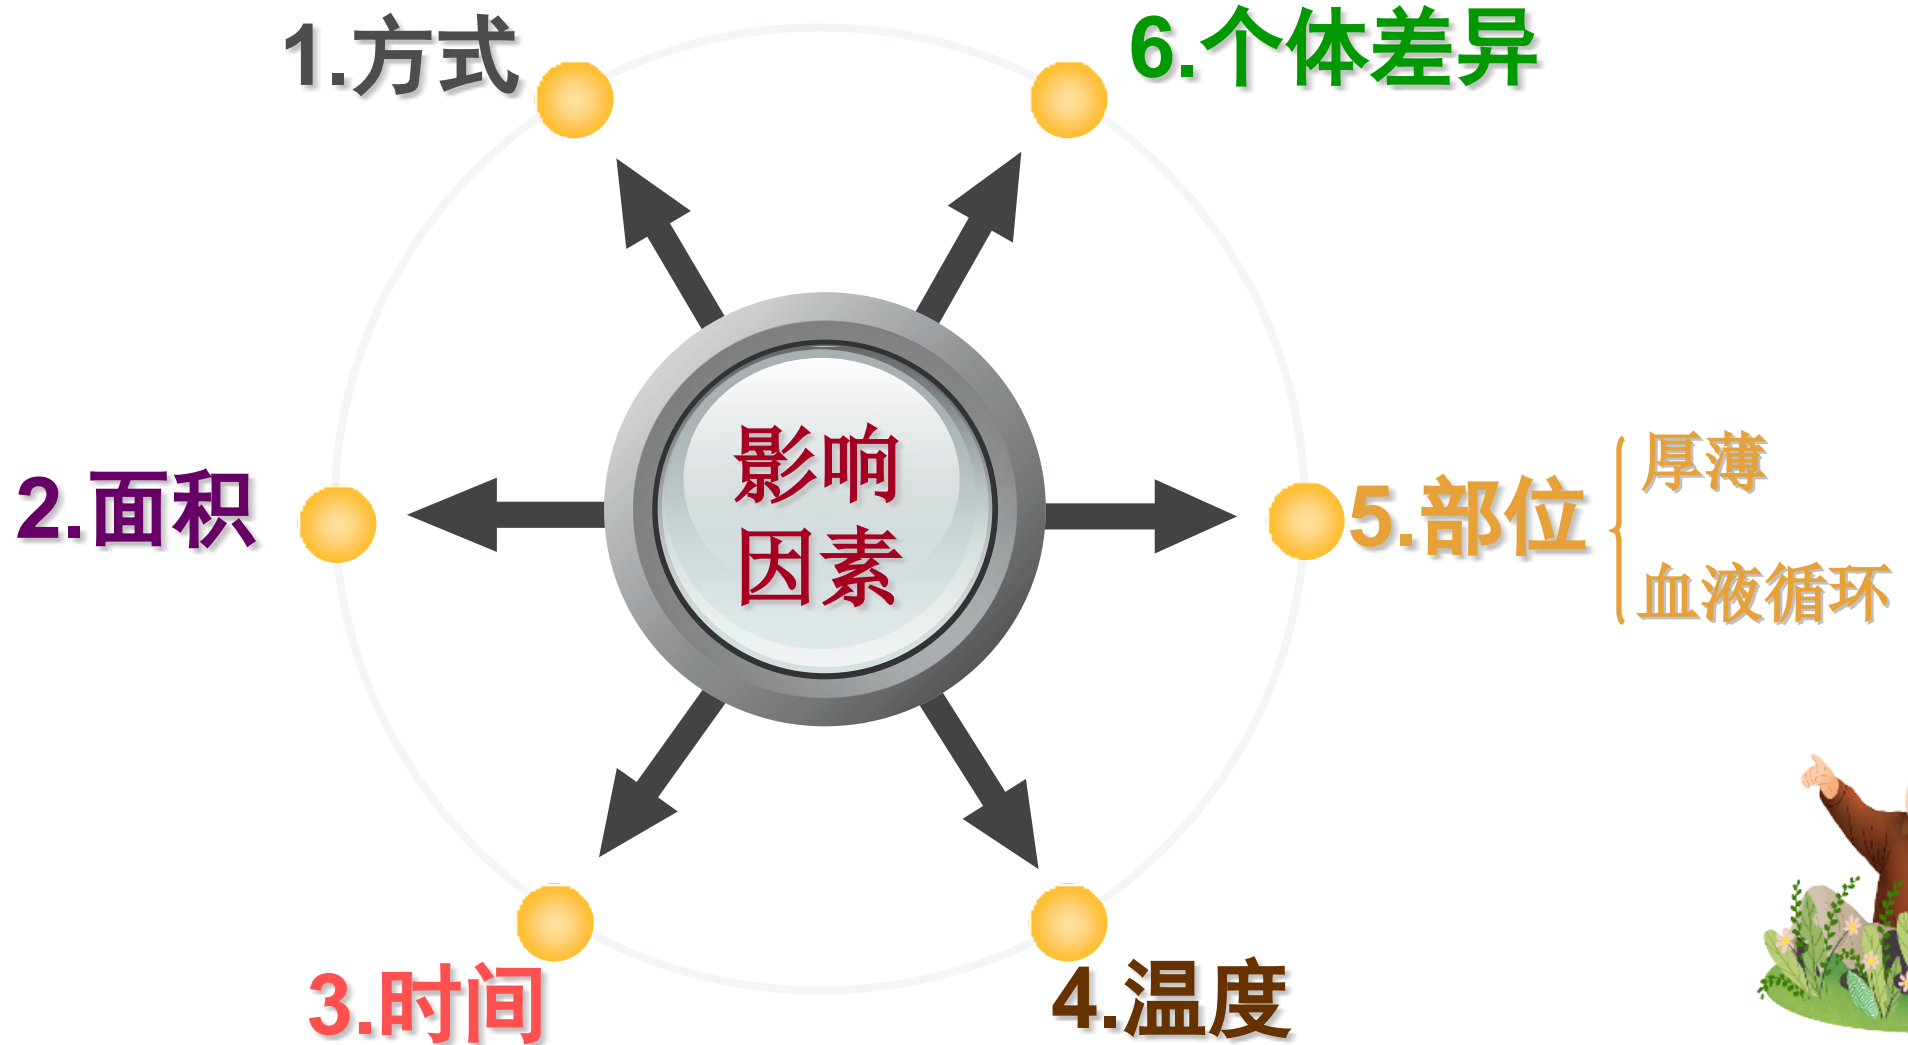 1.方式
6.个体差异
影响
因素
2.面积
5.部位
厚薄
血液循环
3.时间
4.温度